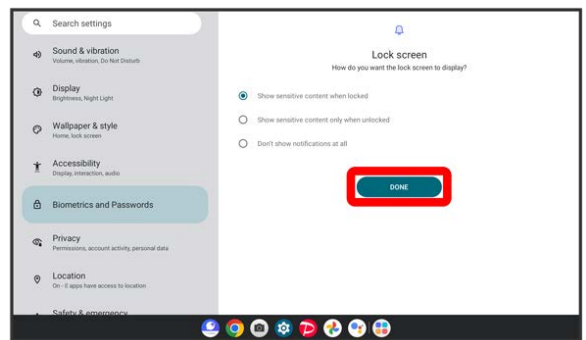 Search settings
Sound & vibration
Volume, vibration, Do Not Disturb
Display
Brightness, Night Light
Wallpaper & style
Home, lock screen
Accessibility
Display, interaction, audio
Biometrics and Passwords
Privacy
Permissions, account activity, personal data
Location
On - 8 apps have access to location
Safety & emergency
Lock screen
How do you want the lock screen to display?
Show sensitive content when locked
Show sensitive content only when unlocked
Don't show notifications at all
DONE